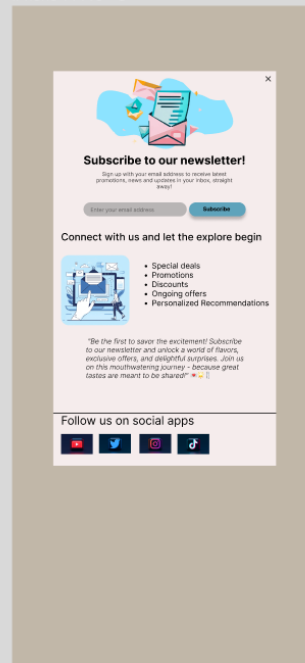 ×
Subscribe to our newsletter!
Sign up with your email address to receive latest
promotions, news and updates in your inbox, straight
away!
Enter your email address
Subscribe
Connect with us and let the explore begin
• Special deals
• Promotions
• Discounts
• Ongoing offers
• Personalized Recommendations
"Be the first to savor the excitement! Subscribe
to our newsletter and unlock a world of flavors,
exclusive offers, and delightful surprises. Join us
on this mouthwatering journey - because great
tastes are meant to be shared!"
Follow us on social apps